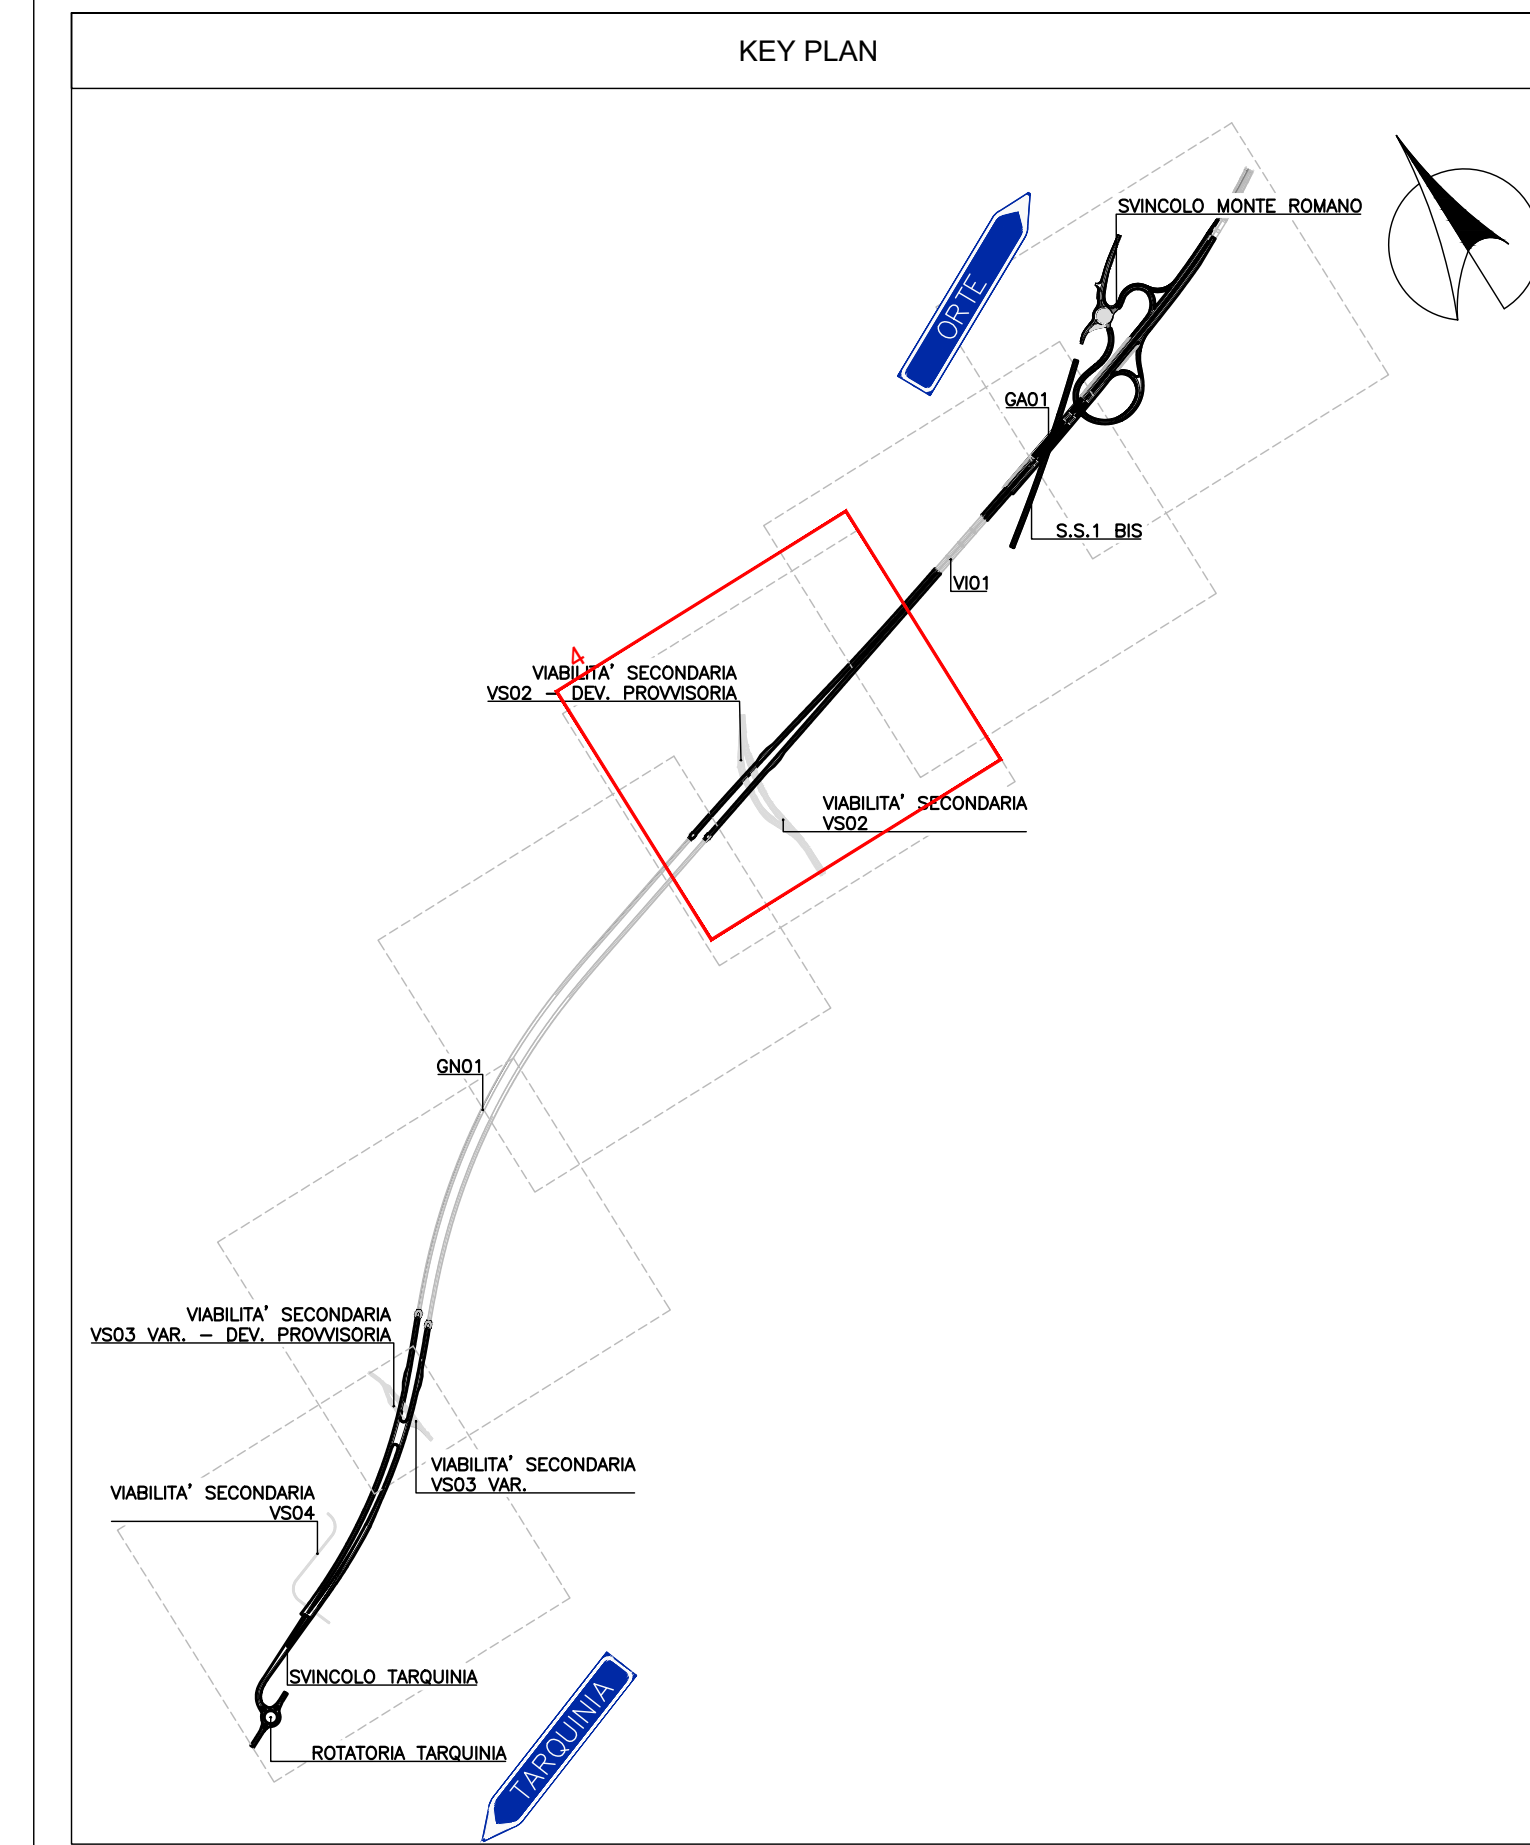 KEY PLAN
SVINCOLO MONTE ROMANO
ORTE
GA01
S.S.1 BIS
VI01
4
VIABILITA' SECONDARIA
VS02 - DEV. PROVVISORIA
VIABILITA' SECONDARIA
VS02
GN01
VIABILITA' SECONDARIA
VS03 VAR. - DEV. PROVVISORIA
VIABILITA' SECONDARIA
VS03 VAR.
VIABILITA' SECONDARIA
VS04
SVINCOLO TARQUINIA
TARQUINIA
ROTATORIA TARQUINIA